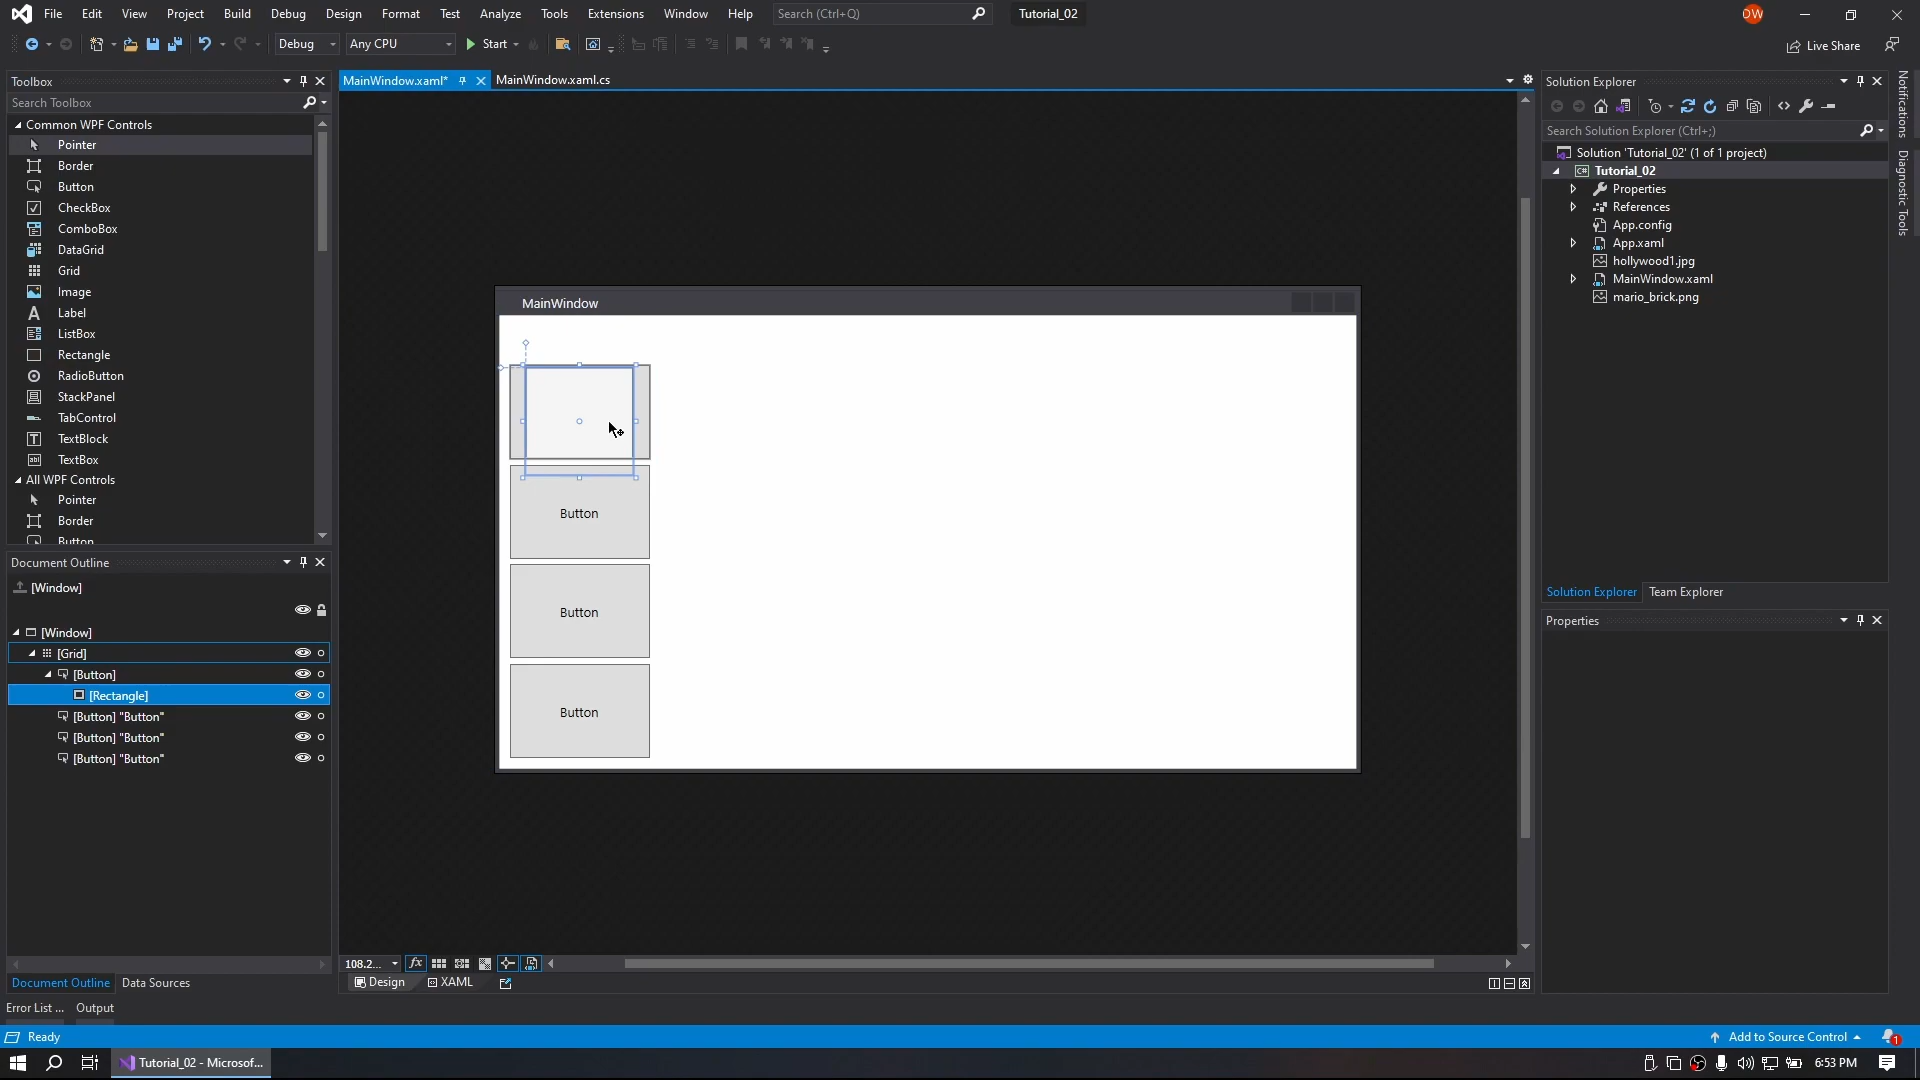 File Edit View Project Build Debug Design Format Test Analyze Tools Extensions Window Help Search (Ctrl+Q) Tutorial_02 DW
Debug Any CPU Start Live Share
Toolbox
Search Toolbox
Common WPF Controls
Pointer
Border
Button
CheckBox
ComboBox
DataGrid
Grid
Image
Label
ListBox
Rectangle
RadioButton
StackPanel
TabControl
TextBlock
TextBox
All WPF Controls
Pointer
Border
Button
Document Outline
[Window]
[Window]
[Grid]
[Button]
[Rectangle]
[Button] "Button"
[Button] "Button"
[Button] "Button"
Document Outline Data Sources
Error List ... Output
MainWindow.xaml* MainWindow.xaml.cs
MainWindow
Button
Button
Button
108.2... fx
Design XAML
Solution Explorer
Search Solution Explorer (Ctrl+;)
Solution 'Tutorial_02' (1 of 1 project)
C# Tutorial_02
Properties
References
App.config
App.xaml
hollywood1.jpg
MainWindow.xaml
mario_brick.png
Solution Explorer Team Explorer
Properties
Notifications
Diagnostic Tools
Ready Add to Source Control 1
Tutorial_02 - Microsof... 6:53 PM